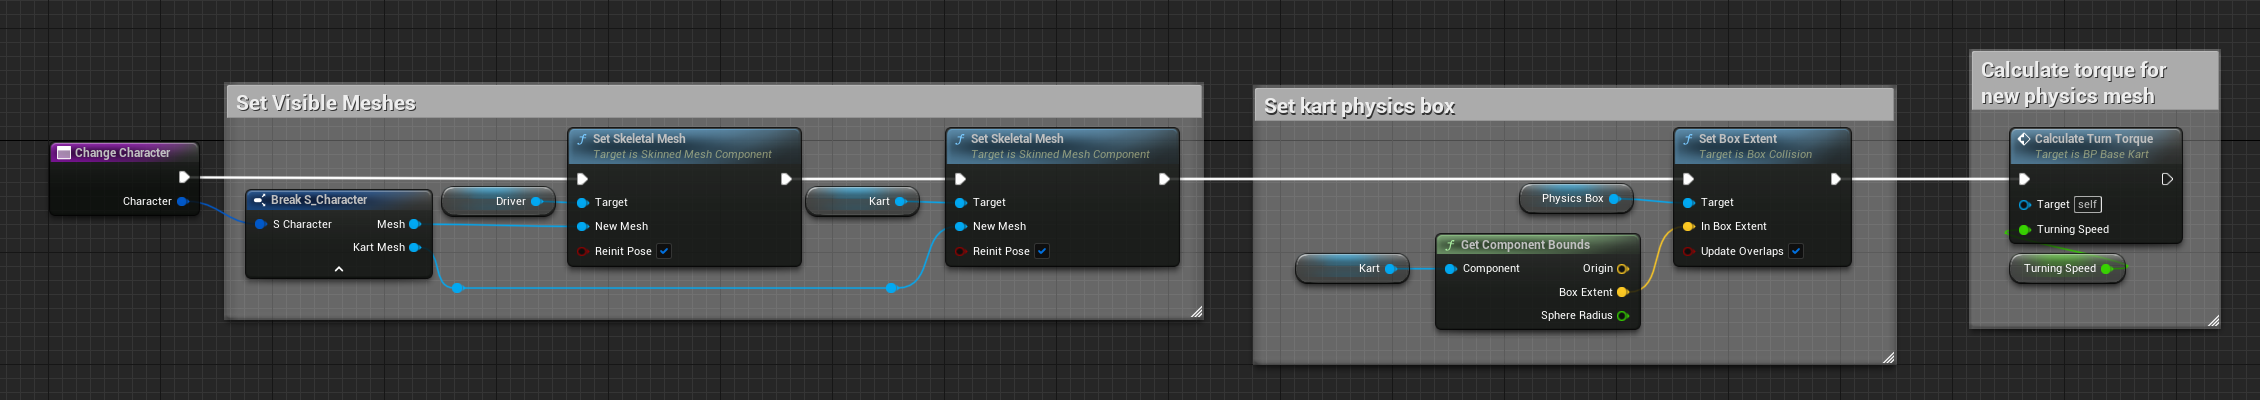 Set Visible Meshes
Change Character
Character
Break S_Character
S Character
Mesh
Kart Mesh
Driver
Set Skeletal Mesh
Target is Skinned Mesh Component
Target
New Mesh
Reinit Pose
Kart
Set Skeletal Mesh
Target is Skinned Mesh Component
Target
New Mesh
Reinit Pose
Set kart physics box
Kart
Get Component Bounds
Component
Origin
Box Extent
Sphere Radius
Physics Box
Set Box Extent
Target is Box Collision
Target
In Box Extent
Update Overlaps
Calculate torque for
new physics mesh
Calculate Turn Torque
Target is BP Base Kart
Target self
Turning Speed
Turning Speed